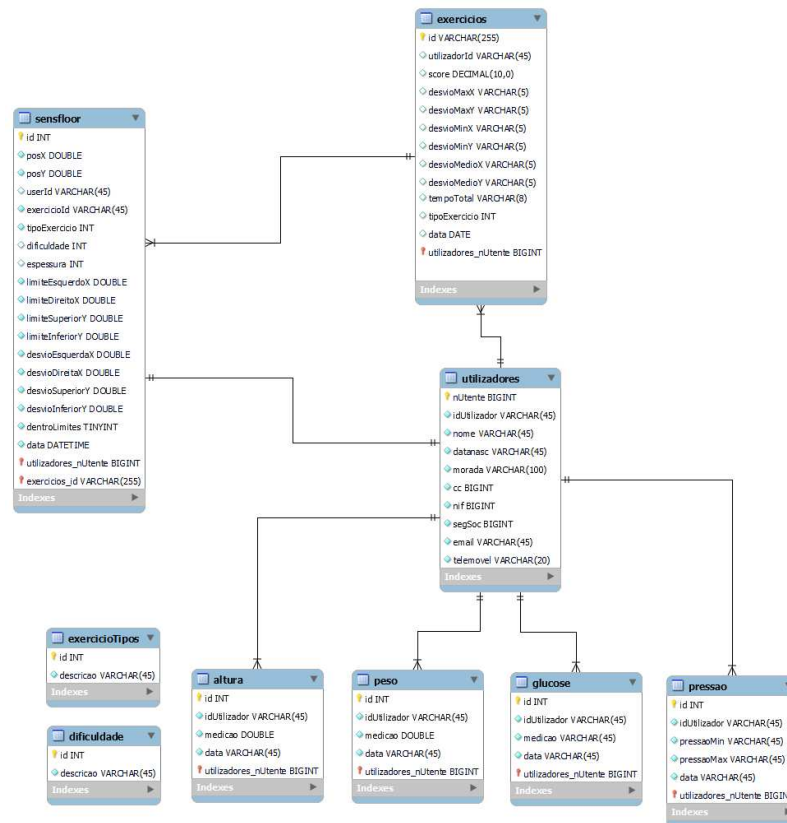 exercicios
id VARCHAR(255)
utilizadorId VARCHAR(45)
score DECIMAL(10,0)
desvioMaxX VARCHAR(5)
desvioMaxY VARCHAR(5)
desvioMinX VARCHAR(5)
desvioMinY VARCHAR(5)
desvioMedioX VARCHAR(5)
desvioMedioY VARCHAR(5)
tempoTotal VARCHAR(8)
tipoExercicio INT
data DATE
utilizadores_nUtente BIGINT
Indexes
sensfloor
id INT
posX DOUBLE
posY DOUBLE
userId VARCHAR(45)
exercicioId VARCHAR(45)
tipoExercicio INT
dificuldade INT
espessura INT
limiteEsquerdoX DOUBLE
limiteDireitoX DOUBLE
limiteSuperiorY DOUBLE
limiteInferiorY DOUBLE
desvioEsquerdaX DOUBLE
desvioDireitaX DOUBLE
desvioSuperiorY DOUBLE
desvioInferiorY DOUBLE
dentroLimites TINYINT
data DATETIME
utilizadores_nUtente BIGINT
exercicios_id VARCHAR(255)
Indexes
utilizadores
nUtente BIGINT
idUtilizador VARCHAR(45)
nome VARCHAR(45)
datanasc VARCHAR(45)
morada VARCHAR(100)
cc BIGINT
nif BIGINT
segSoc BIGINT
email VARCHAR(45)
telemovel VARCHAR(20)
Indexes
exercicioTipos
id INT
descricao VARCHAR(45)
Indexes
dificuldade
id INT
descricao VARCHAR(45)
Indexes
altura
id INT
idUtilizador VARCHAR(45)
medicao DOUBLE
data VARCHAR(45)
utilizadores_nUtente BIGINT
Indexes
peso
id INT
idUtilizador VARCHAR(45)
medicao DOUBLE
data VARCHAR(45)
utilizadores_nUtente BIGINT
Indexes
glucose
id INT
idUtilizador VARCHAR(45)
medicao VARCHAR(45)
data VARCHAR(45)
utilizadores_nUtente BIGINT
Indexes
pressao
id INT
idUtilizador VARCHAR(45)
pressaoMin VARCHAR(45)
pressaoMax VARCHAR(45)
data VARCHAR(45)
utilizadores_nUtente BIGINT
Indexes